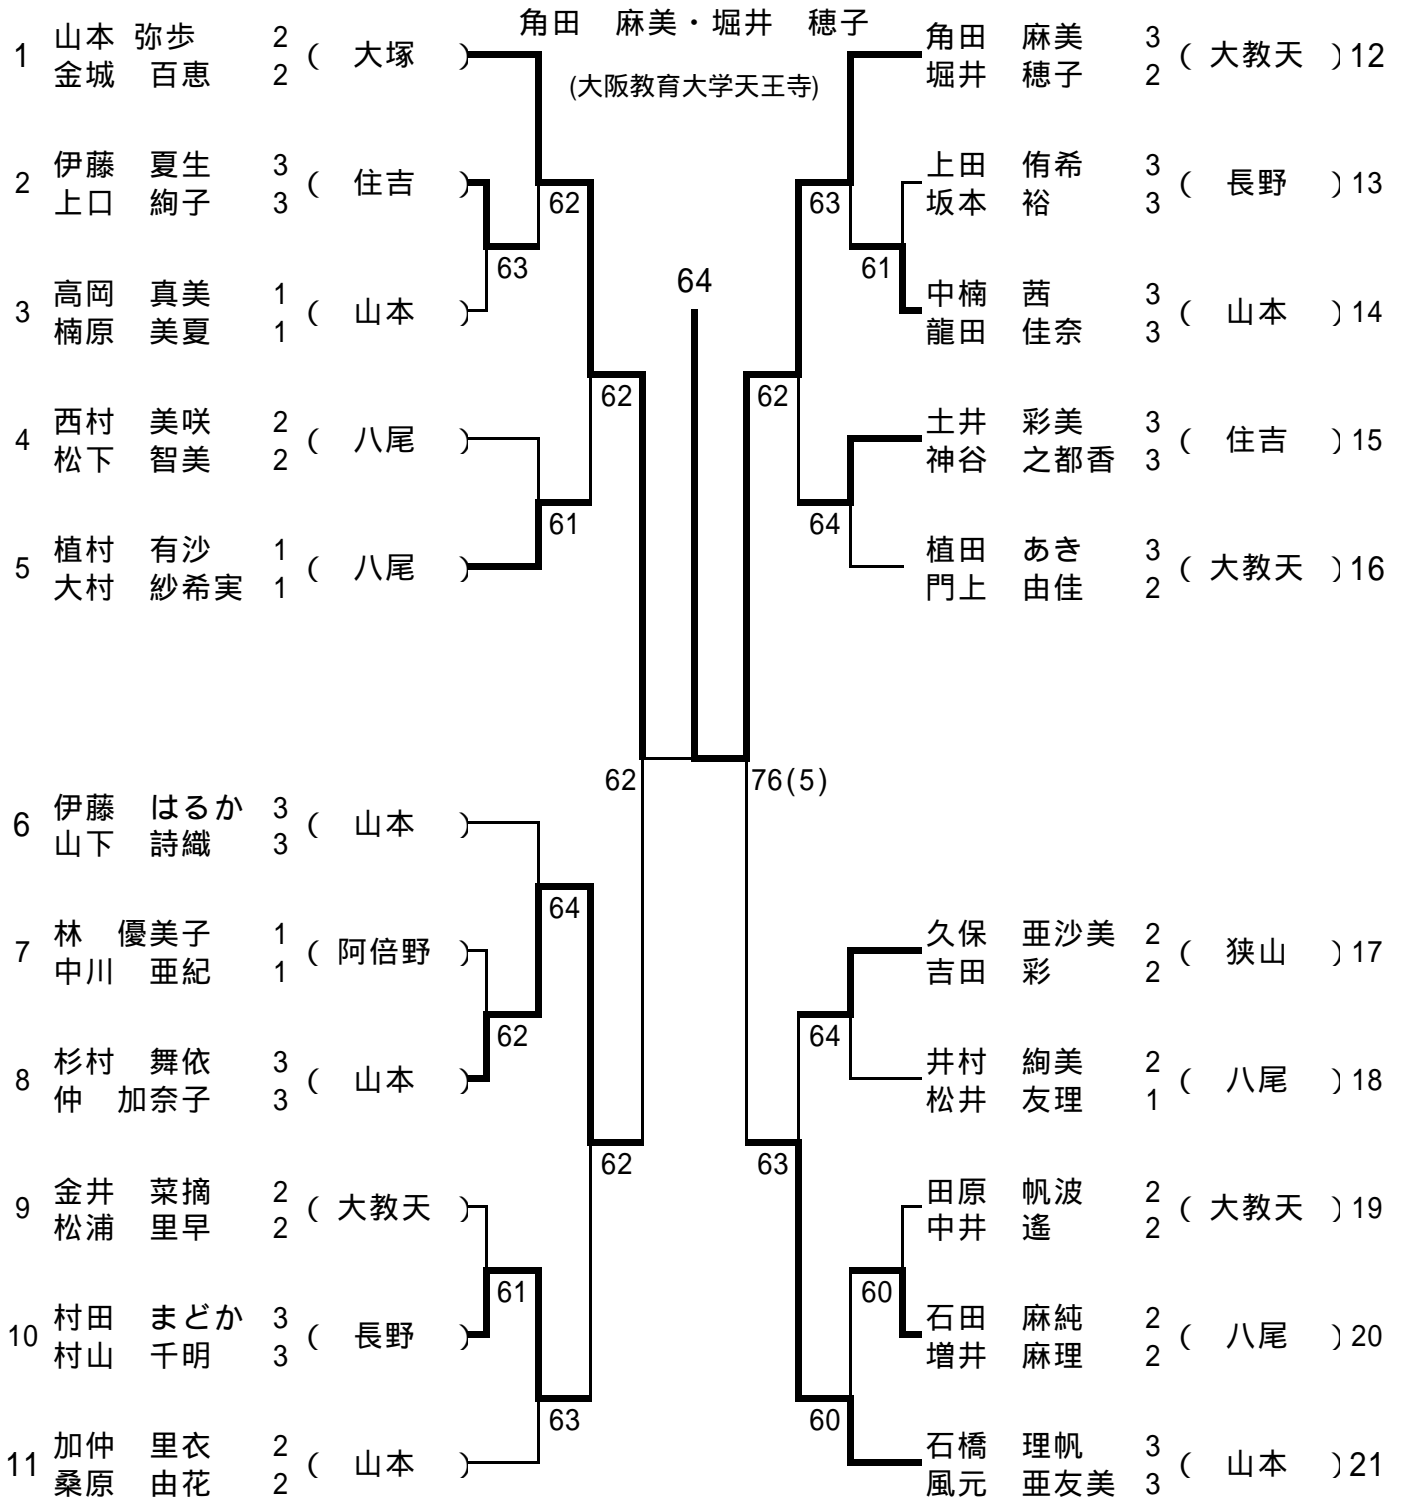 角田　麻美・堀井　穂子
(大阪教育大学天王寺)
1 山本 弥歩 2 ( 大塚 )
金城　百恵 2
2 伊藤　夏生 3 ( 住吉 )
上口　絢子 3
3 高岡　真美 1 ( 山本 )
楠原　美夏 1
4 西村　美咲 2 ( 八尾 )
松下　智美 2
5 植村　有沙 1 ( 八尾 )
大村　紗希実 1
6 伊藤　はるか 3 ( 山本 )
山下　詩織 3
7 林　優美子 1 ( 阿倍野 )
中川　亜紀 1
8 杉村　舞依 3 ( 山本 )
仲　加奈子 3
9 金井　菜摘 2 ( 大教天 )
松浦　里早 2
10 村田　まどか 3 ( 長野 )
村山　千明 3
11 加仲　里衣 2 ( 山本 )
桑原　由花 2
62
63
62
61
62
64
62
62
61
63
64
76(5)
63
61
62
64
64
63
60
60
角田　麻美 3 ( 大教天 ) 12
堀井　穂子 2
上田　侑希 3 ( 長野 ) 13
坂本　裕 3
中楠　茜 3 ( 山本 ) 14
龍田　佳奈 3
土井　彩美 3 ( 住吉 ) 15
神谷　之都香 3
植田　あき 3 ( 大教天 ) 16
門上　由佳 2
久保　亜沙美 2 ( 狭山 ) 17
吉田　彩 2
井村　絢美 2 ( 八尾 ) 18
松井　友理 1
田原　帆波 2 ( 大教天 ) 19
中井　遙 2
石田　麻純 2 ( 八尾 ) 20
増井　麻理 2
石橋　理帆 3 ( 山本 ) 21
風元　亜友美 3